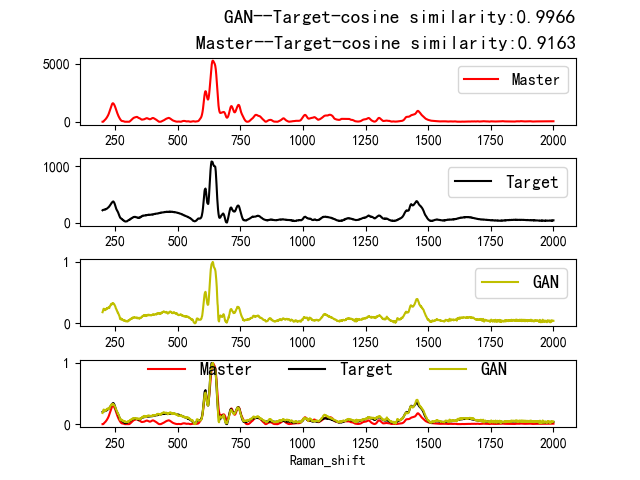 GAN--Target-cosine similarity:0.9966
Master--Target-cosine similarity:0.9163
5000
0
Master
250 500 750 1000 1250 1500 1750 2000
1000
0
Target
250 500 750 1000 1250 1500 1750 2000
1
0
GAN
250 500 750 1000 1250 1500 1750 2000
1
0
Master Target GAN
250 500 750 1000 1250 1500 1750 2000
Raman_shift